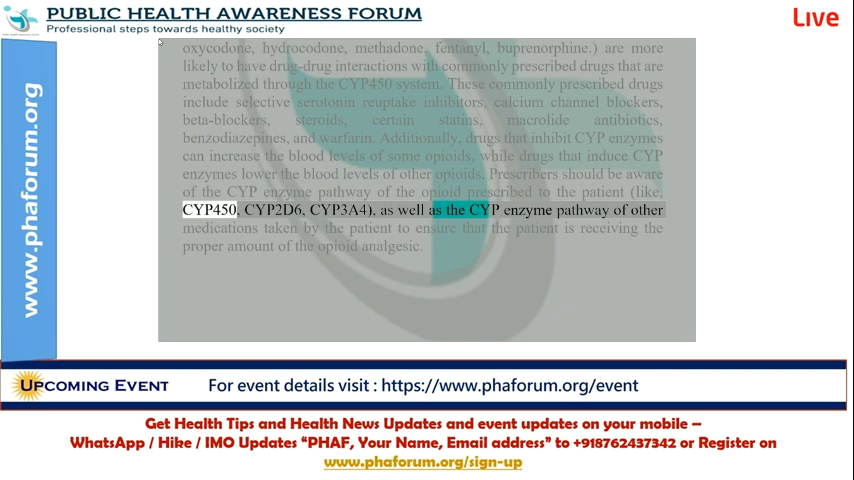 PUBLIC HEALTH AWARENESS FORUM
Professional steps towards healthy society
Live
www.phaforum.org
oxycodone, hydrocodone, methadone, fentanyl, buprenorphine.) are more
likely to have drug-drug interactions with commonly prescribed drugs that are
metabolized through the CYP450 system. These commonly prescribed drugs
include selective serotonin reuptake inhibitors, calcium channel blockers,
beta-blockers, steroids, certain statins, macrolide antibiotics,
benzodiazepines, and warfarin. Additionally, drugs that inhibit CYP enzymes
can increase the blood levels of some opioids, while drugs that induce CYP
enzymes lower the blood levels of other opioids. Prescribers should be aware
of the CYP enzyme pathway of the opioid prescribed to the patient (like,
CYP450, CYP2D6, CYP3A4), as well as the CYP enzyme pathway of other
medications taken by the patient to ensure that the patient is receiving the
proper amount of the opioid analgesic.
UPCOMING EVENT
For event details visit : https://www.phaforum.org/event
Get Health Tips and Health News Updates and event updates on your mobile –
WhatsApp / Hike / IMO Updates “PHAF, Your Name, Email address” to +918762437342 or Register on
www.phaforum.org/sign-up